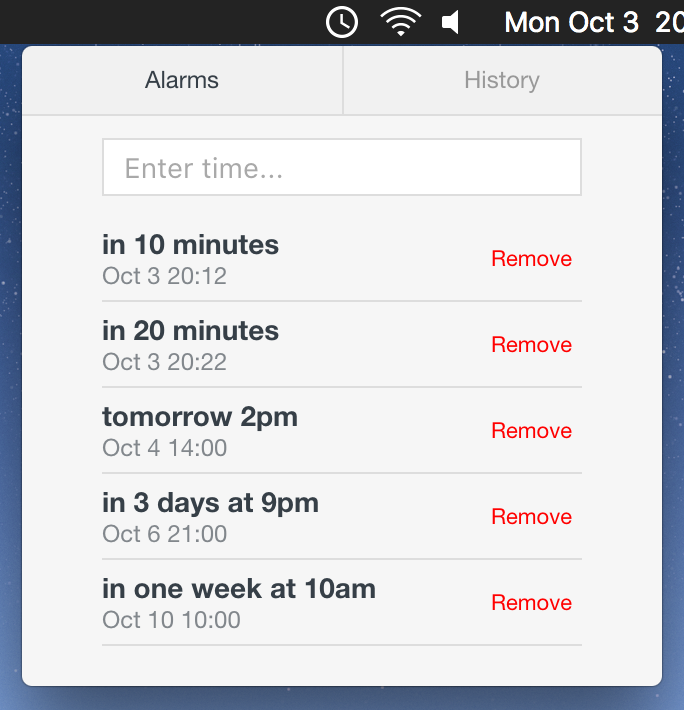 Mon Oct 3 20
Alarms
History
Enter time...
in 10 minutes
Oct 3 20:12
Remove
in 20 minutes
Oct 3 20:22
Remove
tomorrow 2pm
Oct 4 14:00
Remove
in 3 days at 9pm
Oct 6 21:00
Remove
in one week at 10am
Oct 10 10:00
Remove